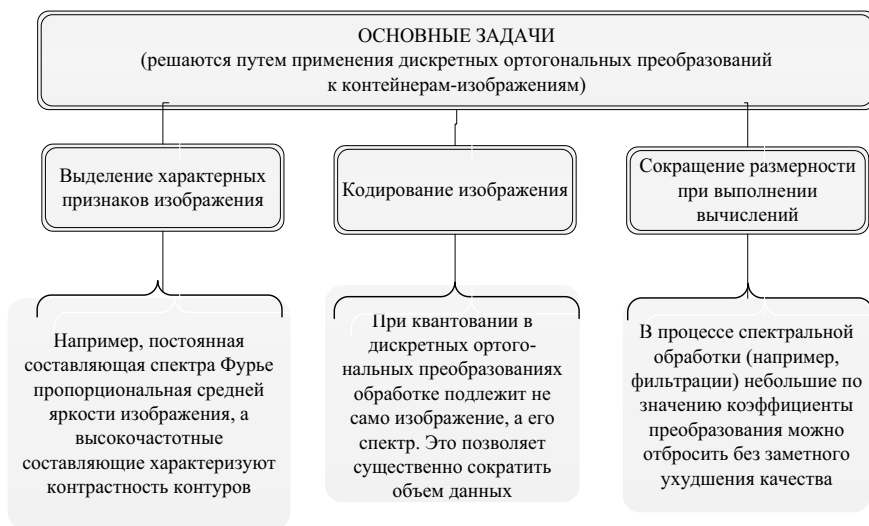 ОСНОВНЫЕ ЗАДАЧИ
(решаются путем применения дискретных ортогональных преобразований
к контейнерам-изображениям)
Выделение характерных
признаков изображения
Кодирование изображения
Сокращение размерности
при выполнении
вычислений
Например, постоянная
составляющая спектра Фурье
пропорциональная средней
яркости изображения, а
высокочастотные
составляющие характеризуют
контрастность контуров
При квантовании в
дискретных ортого-
нальных преобразованиях
обработке подлежит не
само изображение, а его
спектр. Это позволяет
существенно сократить
объем данных
В процессе спектральной
обработки (например,
фильтрации) небольшие по
значению коэффициенты
преобразования можно
отбросить без заметного
ухудшения качества